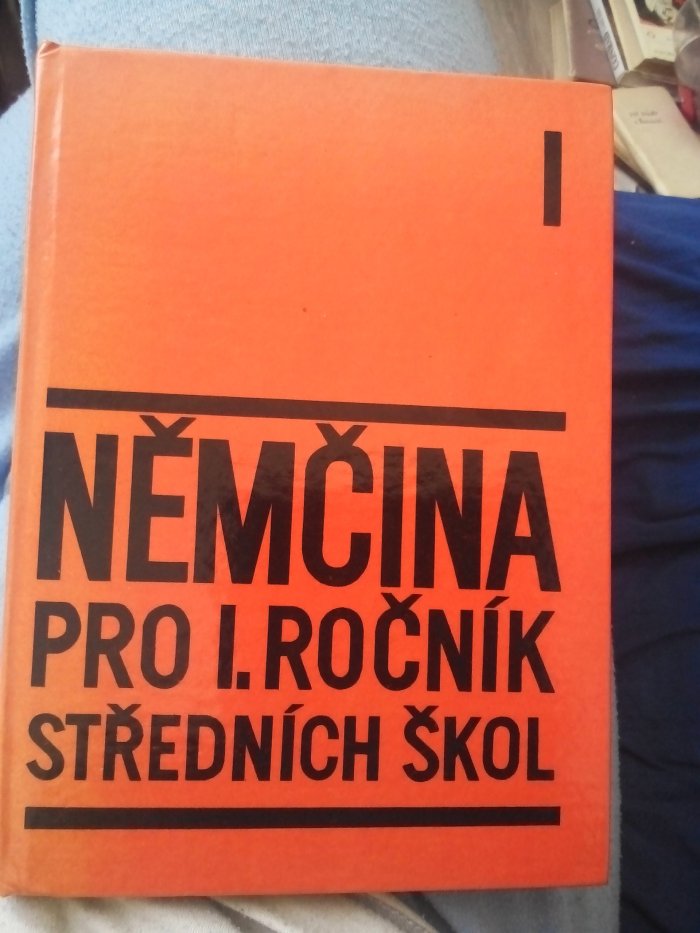 I
NĚMČINA
PRO I. ROČNÍK
STŘEDNÍCH ŠKOL